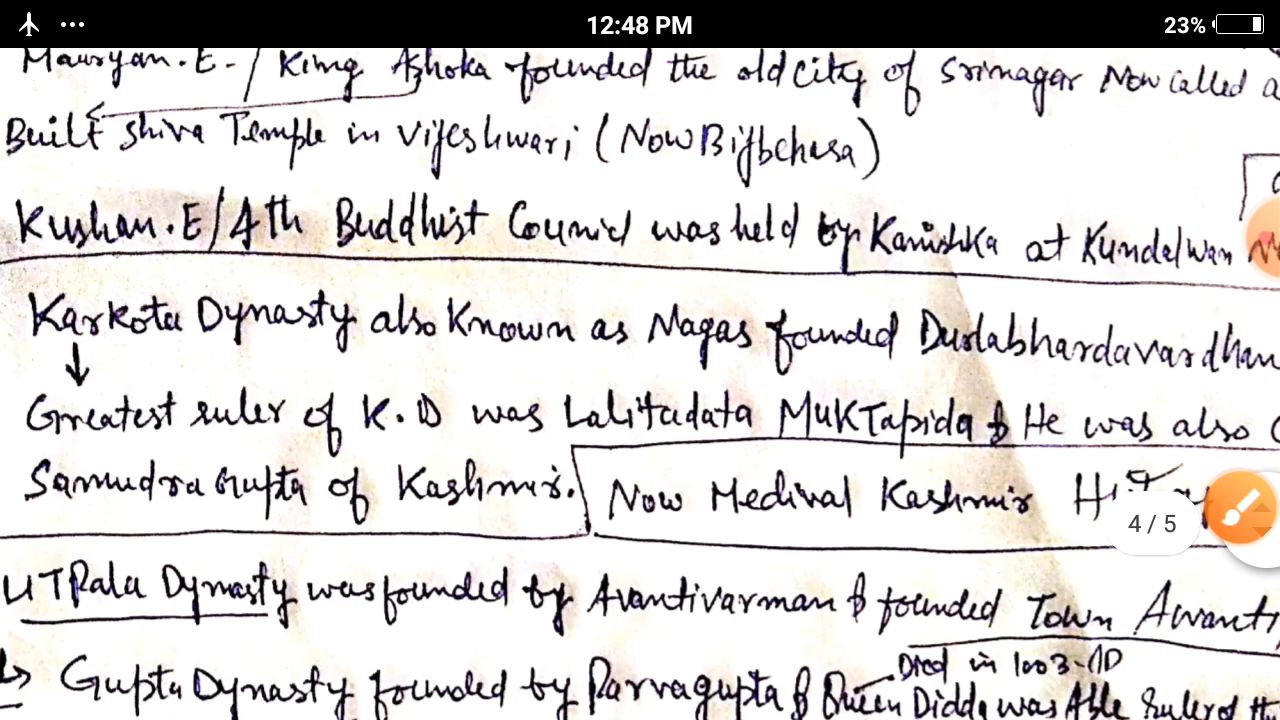 12:48 PM
23%
Mauryan.E-/ King Ashoka founded the old city of Srinagar Now called a
Built shiva Temple in Vijeshwari (Now Bijbehara)
Kushan.E/4th Buddhist Council was held by Kanishka at Kundalwan
Karkota Dynasty also Known as Nagas founded Durlabhardavardhan
Greatest ruler of K.D was Lalitadata MuKTapida & He was also
Samudra Gupta of Kashmir. Now Medival Kashmir
4 / 5
UTPala Dynasty was founded by Avantivarman & founded Town Awanti
Died in 1003-AD
Gupta Dynasty founded by Parvagupta & Queen Didda was Able Ruler of th